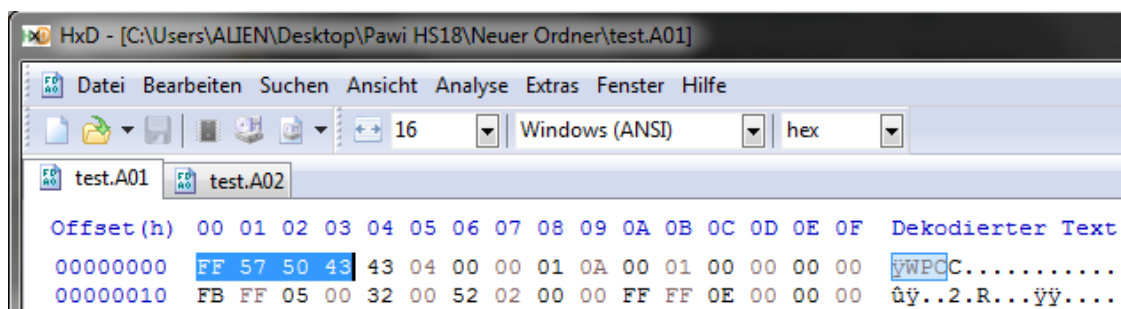 HxD - [C:\Users\ALIEN\Desktop\Pawi HS18\Neuer Ordner\test.A01]
Datei Bearbeiten Suchen Ansicht Analyse Extras Fenster Hilfe
16 Windows (ANSI) hex
test.A01 test.A02
Offset(h) 00 01 02 03 04 05 06 07 08 09 0A 0B 0C 0D 0E 0F Dekodierter Text
00000000 FF 57 50 43 43 04 00 00 01 0A 00 01 00 00 00 00 ÿWPCC...........
00000010 FB FF 05 00 32 00 52 02 00 00 FF FF 0E 00 00 00 ûÿ..2.R...ÿÿ....